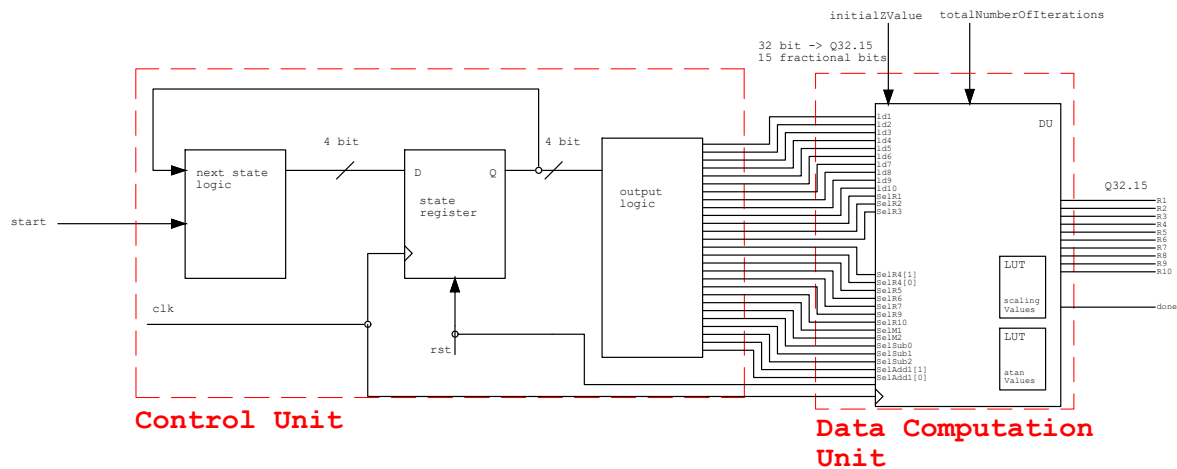 initialZValue
totalNumberOfIterations
32 bit -> Q32.15
15 fractional bits
DU
ld1
ld2
ld3
ld4
ld5
ld6
ld7
ld8
ld9
ld10
SelR1
SelR2
SelR3
SelR4[1]
SelR4[0]
SelR5
SelR6
SelR7
SelR9
SelR10
SelM1
SelM2
SelSub0
SelSub1
SelSub2
SelAdd1[1]
SelAdd1[0]
4 bit
4 bit
next state
logic
D
Q
state
register
output
logic
start
clk
rst
Q32.15
R1
R2
R3
R4
R5
R6
R7
R8
R9
R10
done
LUT
scaling
Values
LUT
atan
Values
Control Unit
Data Computation
Unit